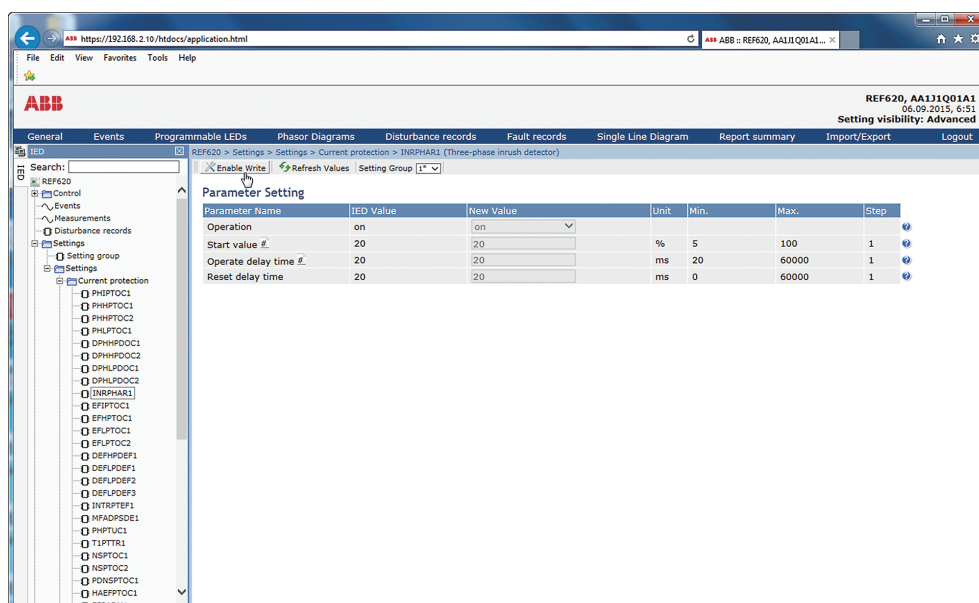 ABB https://192.168.2.10/htdocs/application.html
ABB ABB :: REF620, AA1J1Q01A1...
File Edit View Favorites Tools Help
ABB
REF620, AA1J1Q01A1
06.09.2015, 6:51
Setting visibility: Advanced
General Events Programmable LEDs Phasor Diagrams Disturbance records Fault records Single Line Diagram Report summary Import/Export Logout
IED
IED
REF620 > Settings > Settings > Current protection > INRPHAR1 (Three-phase inrush detector)
Search:
Enable Write Refresh Values Setting Group 1*
REF620
Control
Events
Measurements
Disturbance records
Settings
Setting group
Settings
Current protection
PHIPTOC1
PHHPTOC1
PHHPTOC2
PHLPTOC1
DPHHPDOC1
DPHHPDOC2
DPHLPDOC1
DPHLPDOC2
INRPHAR1
EFIPTOC1
EFHPTOC1
EFLPTOC1
EFLPTOC2
DEFHPDEF1
DEFLPDEF1
DEFLPDEF2
DEFLPDEF3
INTRPTEF1
MFADPSDE1
PHPTUC1
T1PTTR1
NSPTOC1
NSPTOC2
PDNSPTOC1
HAEFPTOC1
Parameter Setting
Parameter Name IED Value New Value Unit Min. Max. Step
Operation on on
Start value # 20 20 % 5 100 1
Operate delay time # 20 20 ms 20 60000 1
Reset delay time 20 20 ms 0 60000 1